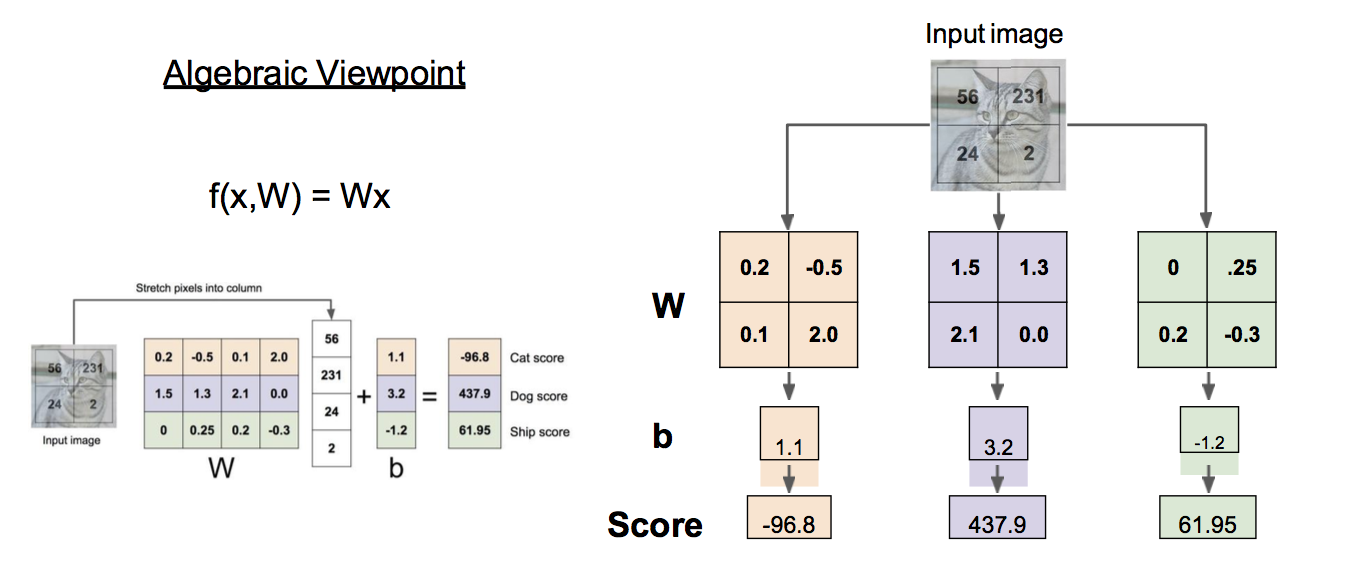 Algebraic Viewpoint
f(x,W) = Wx
Stretch pixels into column
56 231
24 2
Input image
0.2 -0.5 0.1 2.0
1.5 1.3 2.1 0.0
0 0.25 0.2 -0.3
W
56
231
24
2
+
1.1
3.2
-1.2
b
=
-96.8 Cat score
437.9 Dog score
61.95 Ship score
Input image
56 231
24 2
W
0.2 -0.5
0.1 2.0
1.5 1.3
2.1 0.0
0 .25
0.2 -0.3
b
1.1 3.2 -1.2
Score
-96.8 437.9 61.95